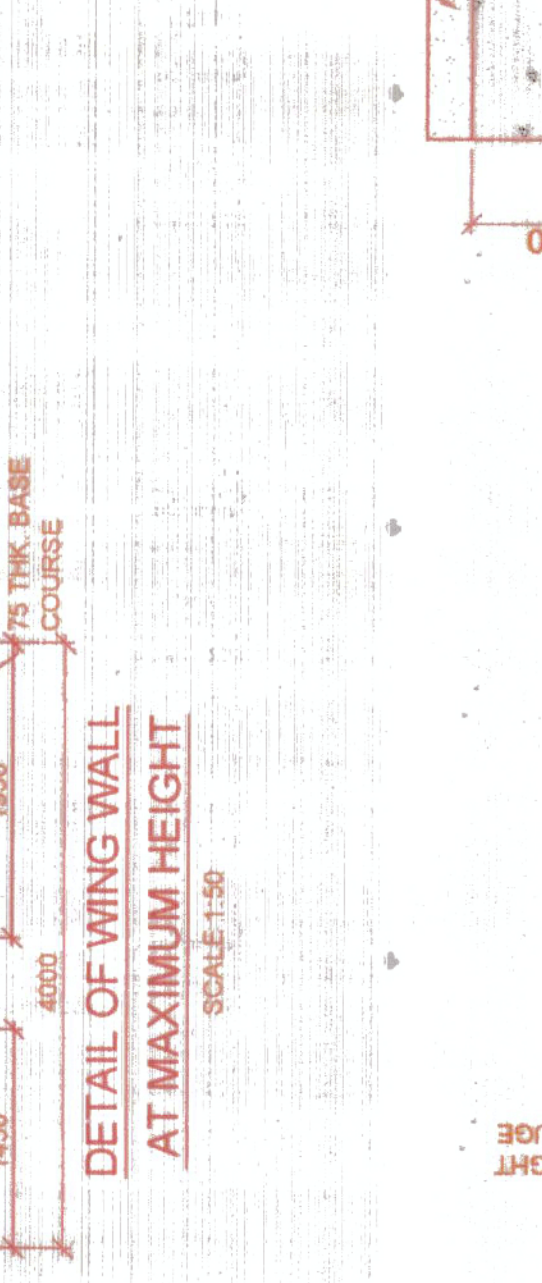 75 THK. BASE
COURSE
4000
DETAIL OF WING WALL
AT MAXIMUM HEIGHT
SCALE 1:50